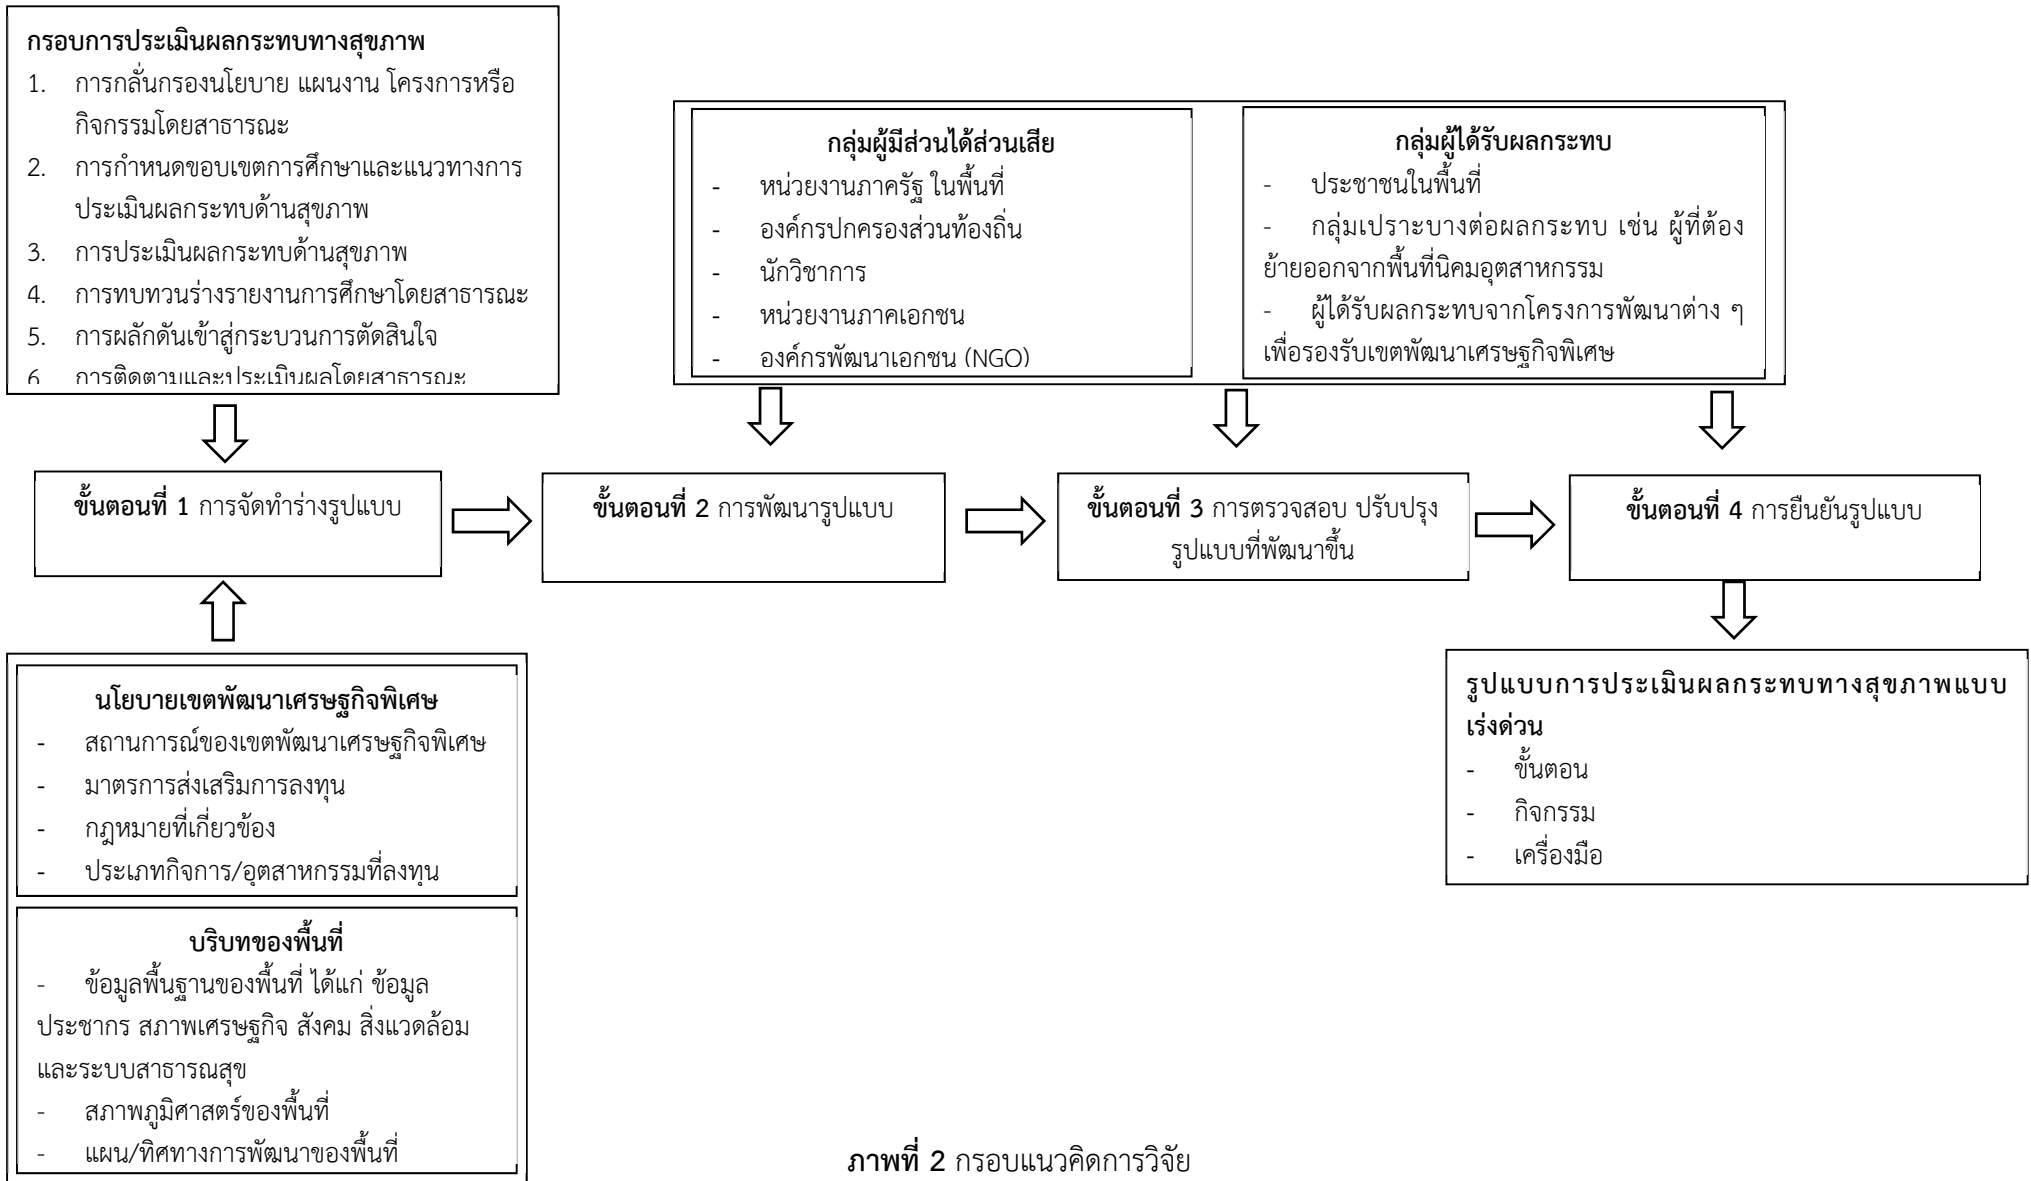 กรอบการประเมินผลกระทบทางสุขภาพ
1. การกลั่นกรองนโยบาย แผนงาน โครงการหรือ
กิจกรรมโดยสาธารณะ
2. การกำหนดขอบเขตการศึกษาและแนวทางการ
ประเมินผลกระทบด้านสุขภาพ
3. การประเมินผลกระทบด้านสุขภาพ
4. การทบทวนร่างรายงานการศึกษาโดยสาธารณะ
5. การผลักดันเข้าสู่กระบวนการตัดสินใจ
6. การติดตามและประเมินผลโดยสาธารณะ
กลุ่มผู้มีส่วนได้ส่วนเสีย
- หน่วยงานภาครัฐ ในพื้นที่
- องค์กรปกครองส่วนท้องถิ่น
- นักวิชาการ
- หน่วยงานภาคเอกชน
- องค์กรพัฒนาเอกชน (NGO)
กลุ่มผู้ได้รับผลกระทบ
- ประชาชนในพื้นที่
- กลุ่มเปราะบางต่อผลกระทบ เช่น ผู้ที่ต้อง
ย้ายออกจากพื้นที่นิคมอุตสาหกรรม
- ผู้ได้รับผลกระทบจากโครงการพัฒนาต่าง ๆ
เพื่อรองรับเขตพัฒนาเศรษฐกิจพิเศษ
ขั้นตอนที่ 1 การจัดทำร่างรูปแบบ
ขั้นตอนที่ 2 การพัฒนารูปแบบ
ขั้นตอนที่ 3 การตรวจสอบ ปรับปรุง
รูปแบบที่พัฒนาขึ้น
ขั้นตอนที่ 4 การยืนยันรูปแบบ
นโยบายเขตพัฒนาเศรษฐกิจพิเศษ
- สถานการณ์ของเขตพัฒนาเศรษฐกิจพิเศษ
- มาตรการส่งเสริมการลงทุน
- กฎหมายที่เกี่ยวข้อง
- ประเภทกิจการ/อุตสาหกรรมที่ลงทุน
บริบทของพื้นที่
- ข้อมูลพื้นฐานของพื้นที่ ได้แก่ ข้อมูล
ประชากร สภาพเศรษฐกิจ สังคม สิ่งแวดล้อม
และระบบสาธารณสุข
- สภาพภูมิศาสตร์ของพื้นที่
- แผน/ทิศทางการพัฒนาของพื้นที่
รูปแบบการประเมินผลกระทบทางสุขภาพแบบ
เร่งด่วน
- ขั้นตอน
- กิจกรรม
- เครื่องมือ
ภาพที่ 2 กรอบแนวคิดการวิจัย